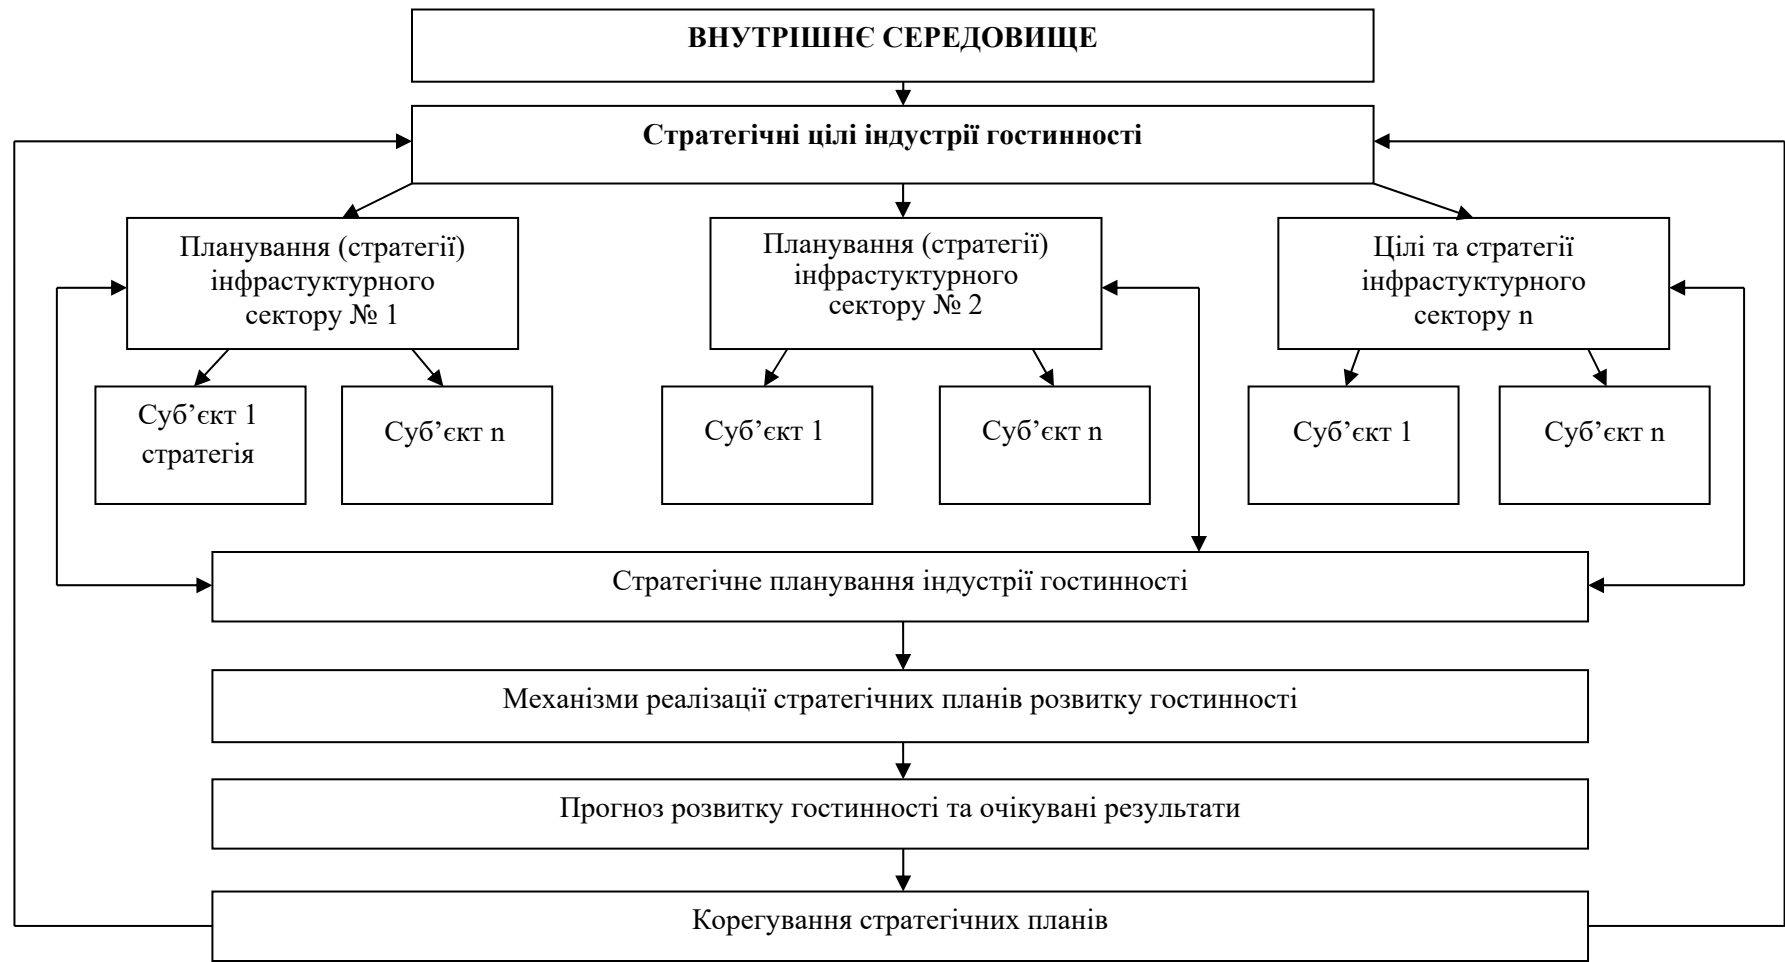 ВНУТРІШНЄ СЕРЕДОВИЩЕ
Стратегічні цілі індустрії гостинності
Планування (стратегії)
інфрастуктурного
сектору № 1
Планування (стратегії)
інфрастуктурного
сектору № 2
Цілі та стратегії
інфрастуктурного
сектору n
Суб’єкт 1
стратегія
Суб’єкт n
Суб’єкт 1
Суб’єкт n
Суб’єкт 1
Суб’єкт n
Стратегічне планування індустрії гостинності
Механізми реалізації стратегічних планів розвитку гостинності
Прогноз розвитку гостинності та очікувані результати
Корегування стратегічних планів